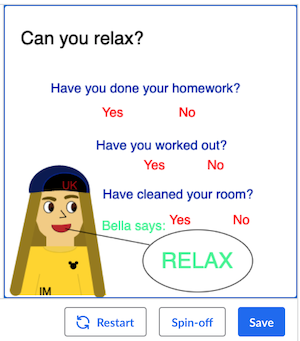 Can you relax?
Have you done your homework?
Yes No
Have you worked out?
Yes No
Have cleaned your room?
Bella says: Yes No
RELAX
UK
IM
Restart Spin-off Save